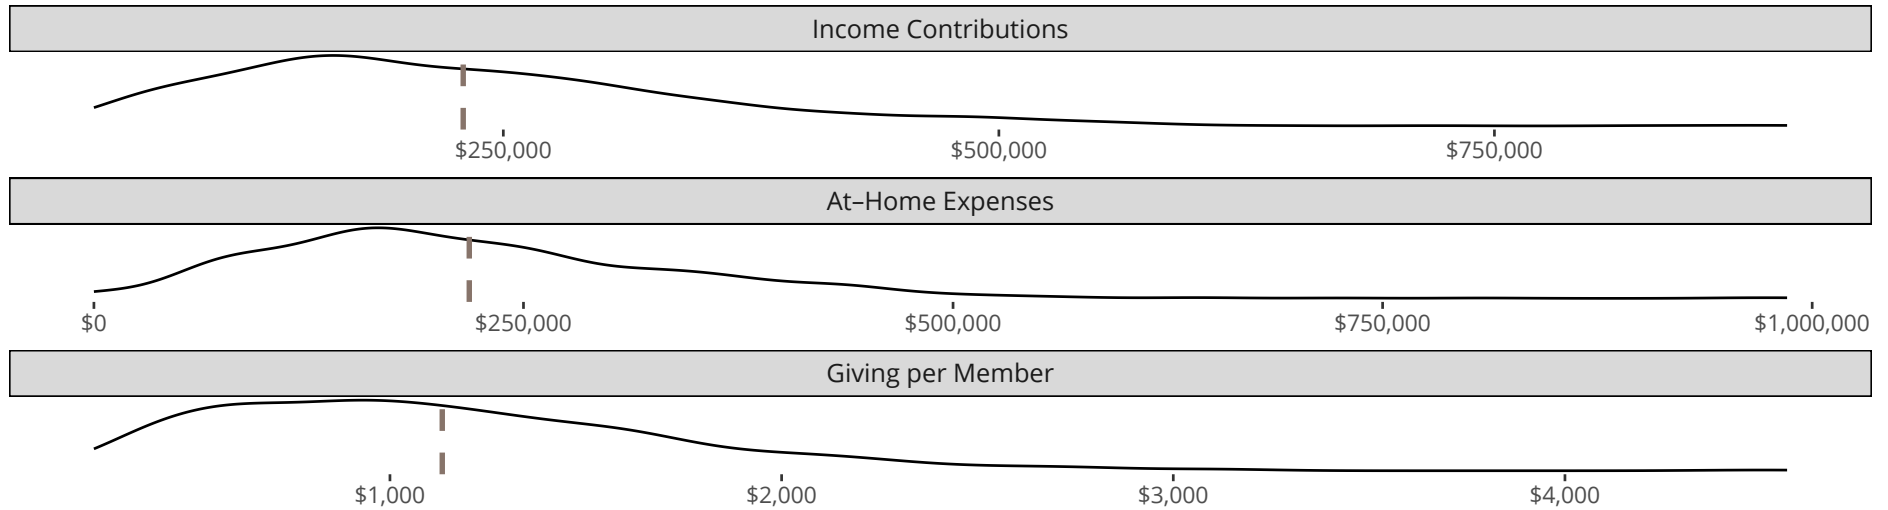 Income Contributions
$250,000 $500,000 $750,000
At–Home Expenses
$0 $250,000 $500,000 $750,000 $1,000,000
Giving per Member
$1,000 $2,000 $3,000 $4,000